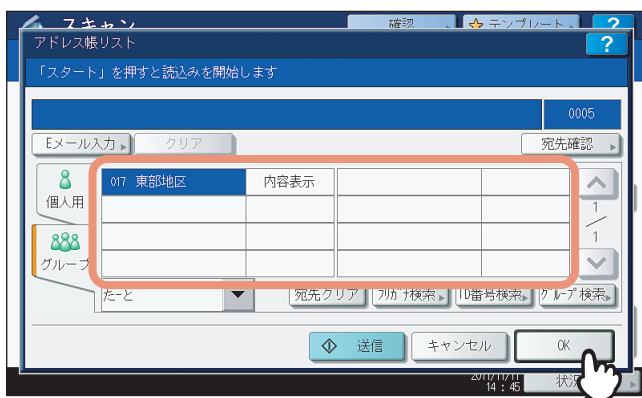 スキャン 確認 テンプレート ?
アドレス帳リスト ?
「スタート」を押すと読込みを開始します
0005
Eメール入力 クリア 宛先確認
個人用
017 東部地区 内容表示
1
1
グループ
たーと 宛先クリア フリガナ検索 ID番号検索 グループ検索
送信 キャンセル OK
2011/11/11
14:45 状況